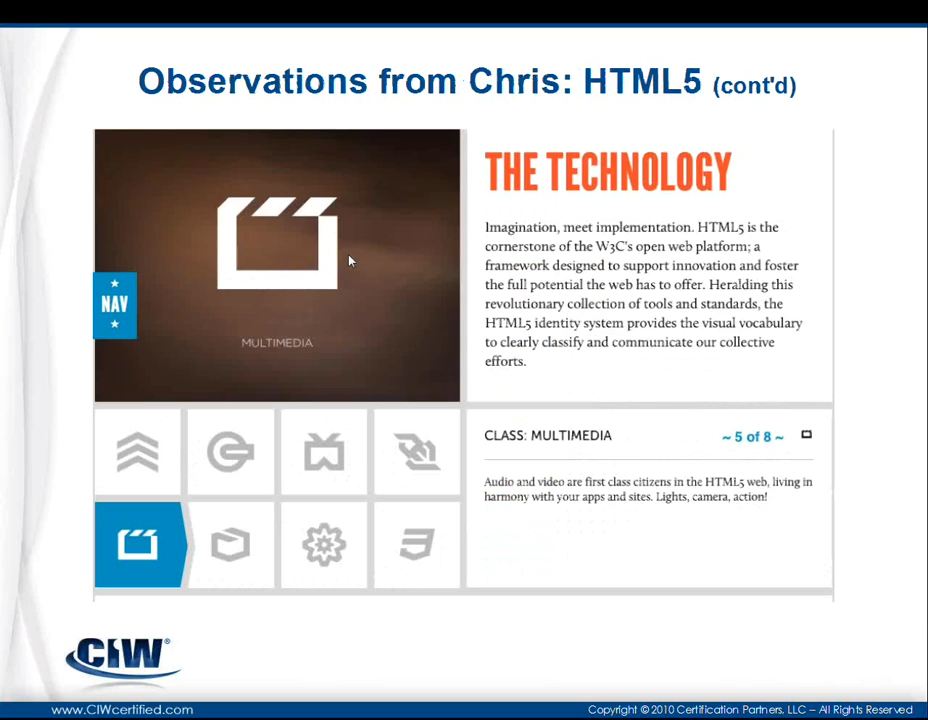 Observations from Chris: HTML5 (cont'd)
NAV
MULTIMEDIA
THE TECHNOLOGY
Imagination, meet implementation. HTML5 is the
cornerstone of the W3C's open web platform; a
framework designed to support innovation and foster
the full potential the web has to offer. Heralding this
revolutionary collection of tools and standards, the
HTML5 identity system provides the visual vocabulary
to clearly classify and communicate our collective
efforts.
CLASS: MULTIMEDIA ~ 5 of 8 ~
Audio and video are first class citizens in the HTML5 web, living in
harmony with your apps and sites. Lights, camera, action!
CIW®
www.CIWcertified.com
Copyright © 2010 Certification Partners, LLC – All Rights Reserved